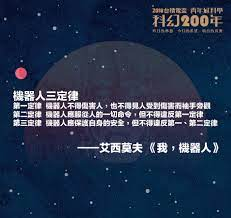 2018台積電盃 青年尬科學
科幻200年
機器人三定律
第一定律 機器人不得傷害人,也不得見人受到傷害而袖手旁觀
第二定律 機器人應服從人的一切命令,但不得違反第一定律
第三定律 機器人應保護自身的安全,但不得違反第一、第二定律
——艾西莫夫《我,機器人》